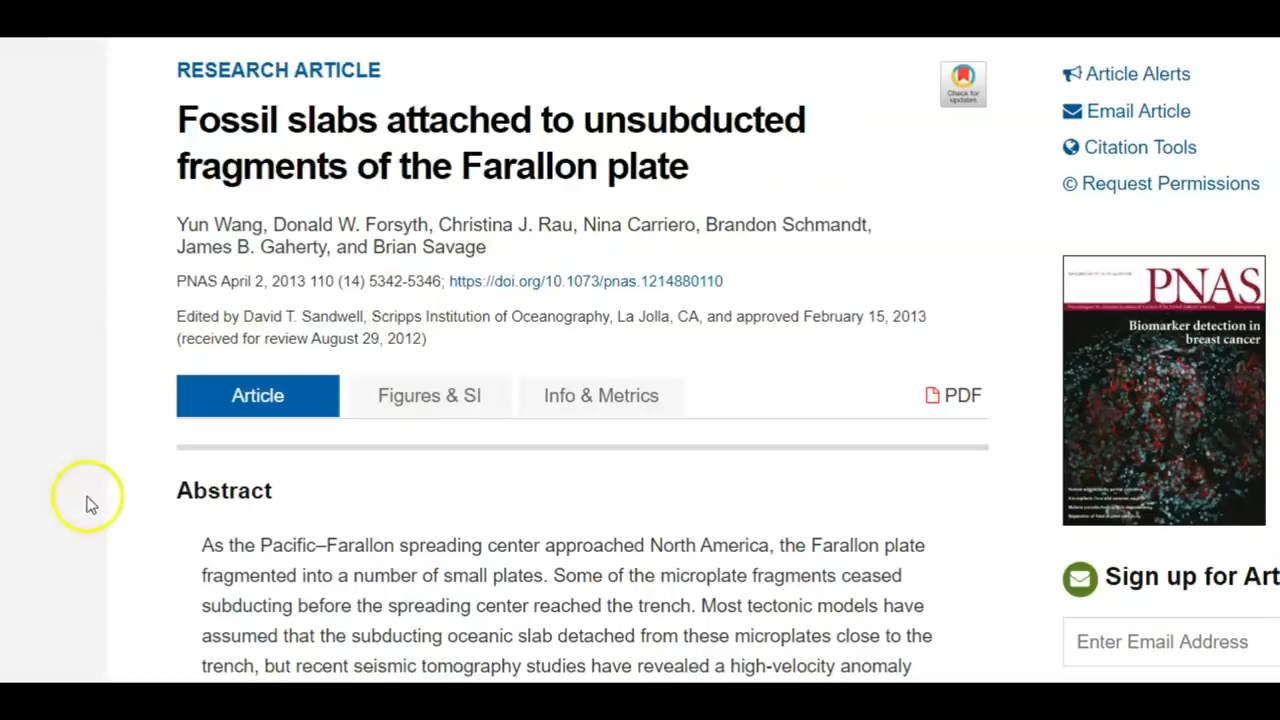 RESEARCH ARTICLE
Check for
updates
Fossil slabs attached to unsubducted
fragments of the Farallon plate
Yun Wang, Donald W. Forsyth, Christina J. Rau, Nina Carriero, Brandon Schmandt,
James B. Gaherty, and Brian Savage
PNAS April 2, 2013 110 (14) 5342-5346; https://doi.org/10.1073/pnas.1214880110
Edited by David T. Sandwell, Scripps Institution of Oceanography, La Jolla, CA, and approved February 15, 2013
(received for review August 29, 2012)
Article
Figures & SI
Info & Metrics
PDF
Abstract
As the Pacific–Farallon spreading center approached North America, the Farallon plate
fragmented into a number of small plates. Some of the microplate fragments ceased
subducting before the spreading center reached the trench. Most tectonic models have
assumed that the subducting oceanic slab detached from these microplates close to the
trench, but recent seismic tomography studies have revealed a high-velocity anomaly
Article Alerts
Email Article
Citation Tools
© Request Permissions
PNAS
Biomarker detection in
breast cancer
Sign up for Art
Enter Email Address